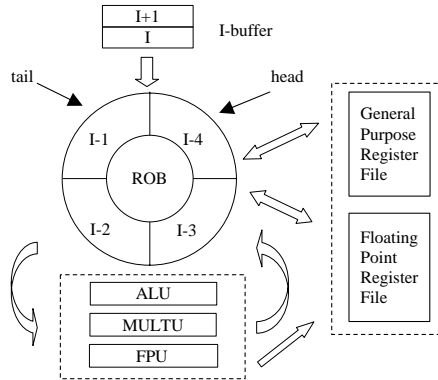 I+1
I
I-buffer
tail
head
I-1
I-4
ROB
I-2
I-3
General
Purpose
Register
File
Floating
Point
Register
File
ALU
MULTU
FPU